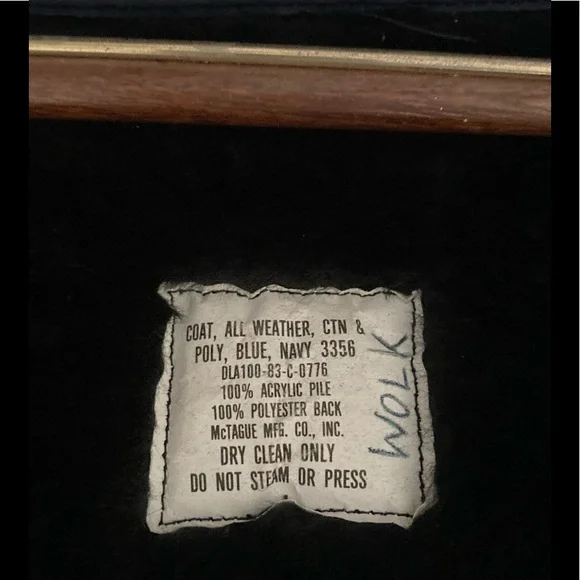 COAT, ALL WEATHER, CTN &
POLY, BLUE, NAVY 3356
DLA100-83-C-0776
100% ACRYLIC PILE
100% POLYESTER BACK
McTAGUE MFG. CO., INC.
DRY CLEAN ONLY
DO NOT STEAM OR PRESS
WOLK